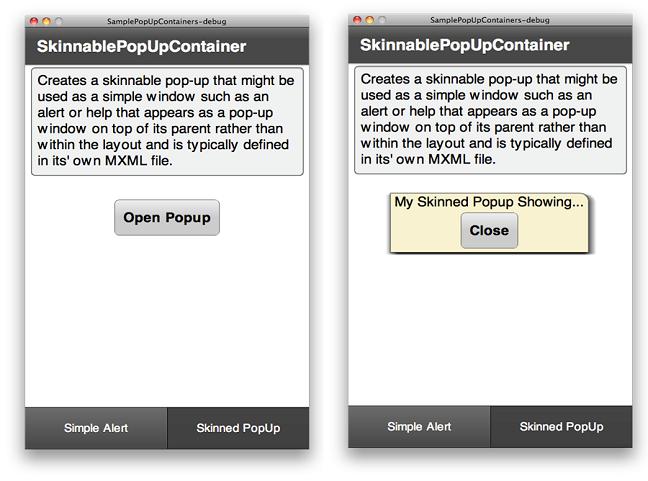 SamplePopUpContainers-debug
SkinnablePopUpContainer
Creates a skinnable pop-up that might be
used as a simple window such as an
alert or help that appears as a pop-up
window on top of its parent rather than
within the layout and is typically defined
in its' own MXML file.
Open Popup
Simple Alert
Skinned PopUp
SamplePopUpContainers-debug
SkinnablePopUpContainer
Creates a skinnable pop-up that might be
used as a simple window such as an
alert or help that appears as a pop-up
window on top of its parent rather than
within the layout and is typically defined
in its' own MXML file.
My Skinned Popup Showing...
Close
Simple Alert
Skinned PopUp